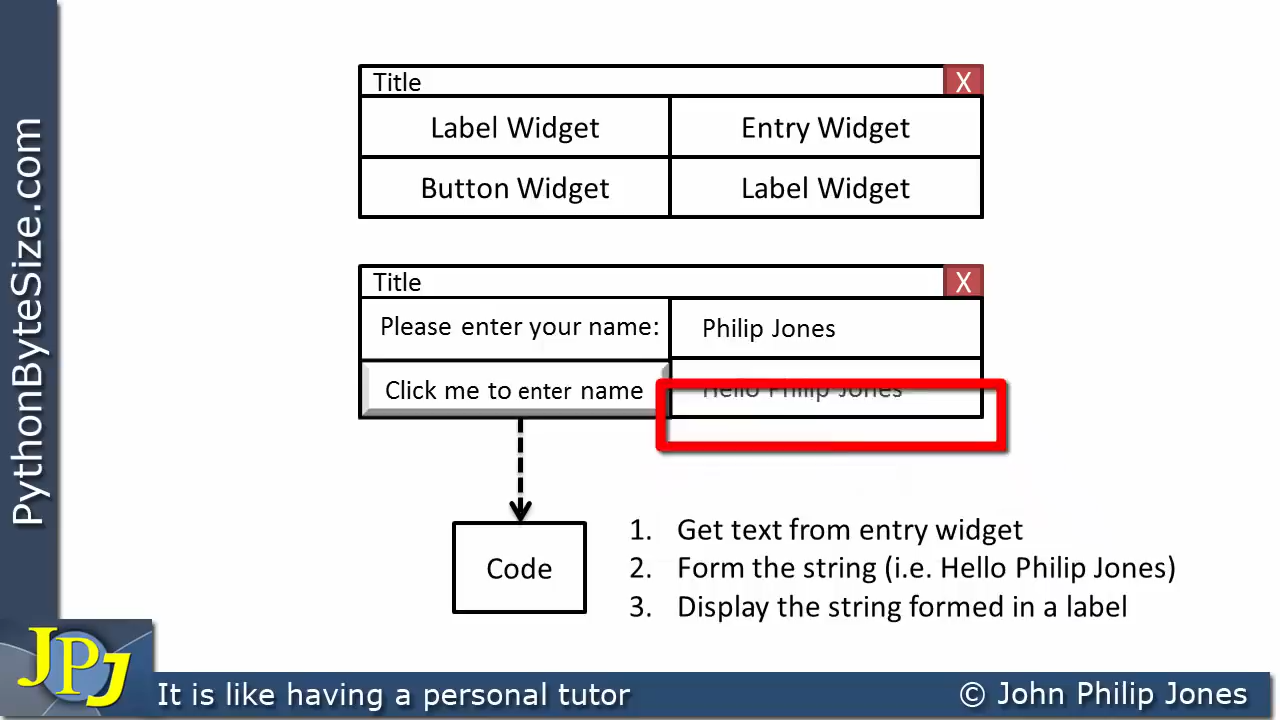 PythonByteSize.com
Title X
Label Widget Entry Widget
Button Widget Label Widget
Title X
Please enter your name: Philip Jones
Click me to enter name Hello Philip Jones
Code
1. Get text from entry widget
2. Form the string (i.e. Hello Philip Jones)
3. Display the string formed in a label
JPJ
It is like having a personal tutor © John Philip Jones